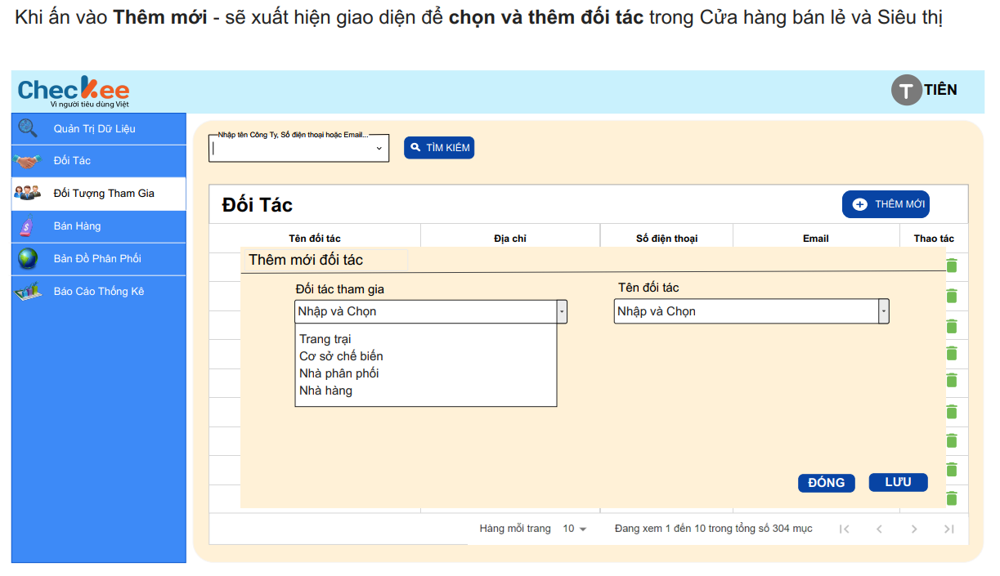 Khi ấn vào Thêm mới - sẽ xuất hiện giao diện để chọn và thêm đối tác trong Cửa hàng bán lẻ và Siêu thị
Checkee
Vì người tiêu dùng Việt
T TIÊN
Quản Trị Dữ Liệu
Đối Tác
Đối Tượng Tham Gia
Bán Hàng
Bản Đồ Phân Phối
Báo Cáo Thống Kê
Nhập tên Công Ty, Số điện thoại hoặc Email...
TÌM KIẾM
Đối Tác
THÊM MỚI
Tên đối tác Địa chỉ Số điện thoại Email Thao tác
Thêm mới đối tác
Đối tác tham gia Tên đối tác
Nhập và Chọn Nhập và Chọn
Trang trại
Cơ sở chế biến
Nhà phân phối
Nhà hàng
ĐÓNG LƯU
Hàng mỗi trang 10 Đang xem 1 đến 10 trong tổng số 304 mục